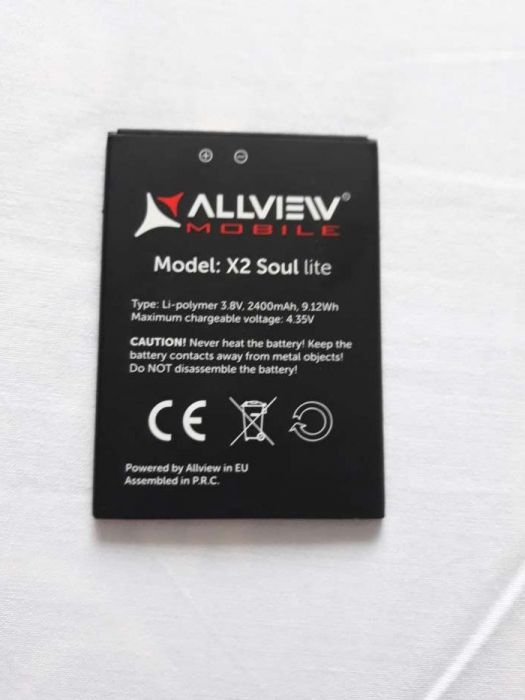 ALLVIEW®
MOBILE
Model: X2 Soul lite
Type: Li-polymer 3.8V, 2400mAh, 9.12Wh
Maximum chargeable voltage: 4.35V
CAUTION! Never heat the battery! Keep the
battery contacts away from metal objects!
Do NOT disassemble the battery!
CE
Powered by Allview in EU
Assembled in P.R.C.